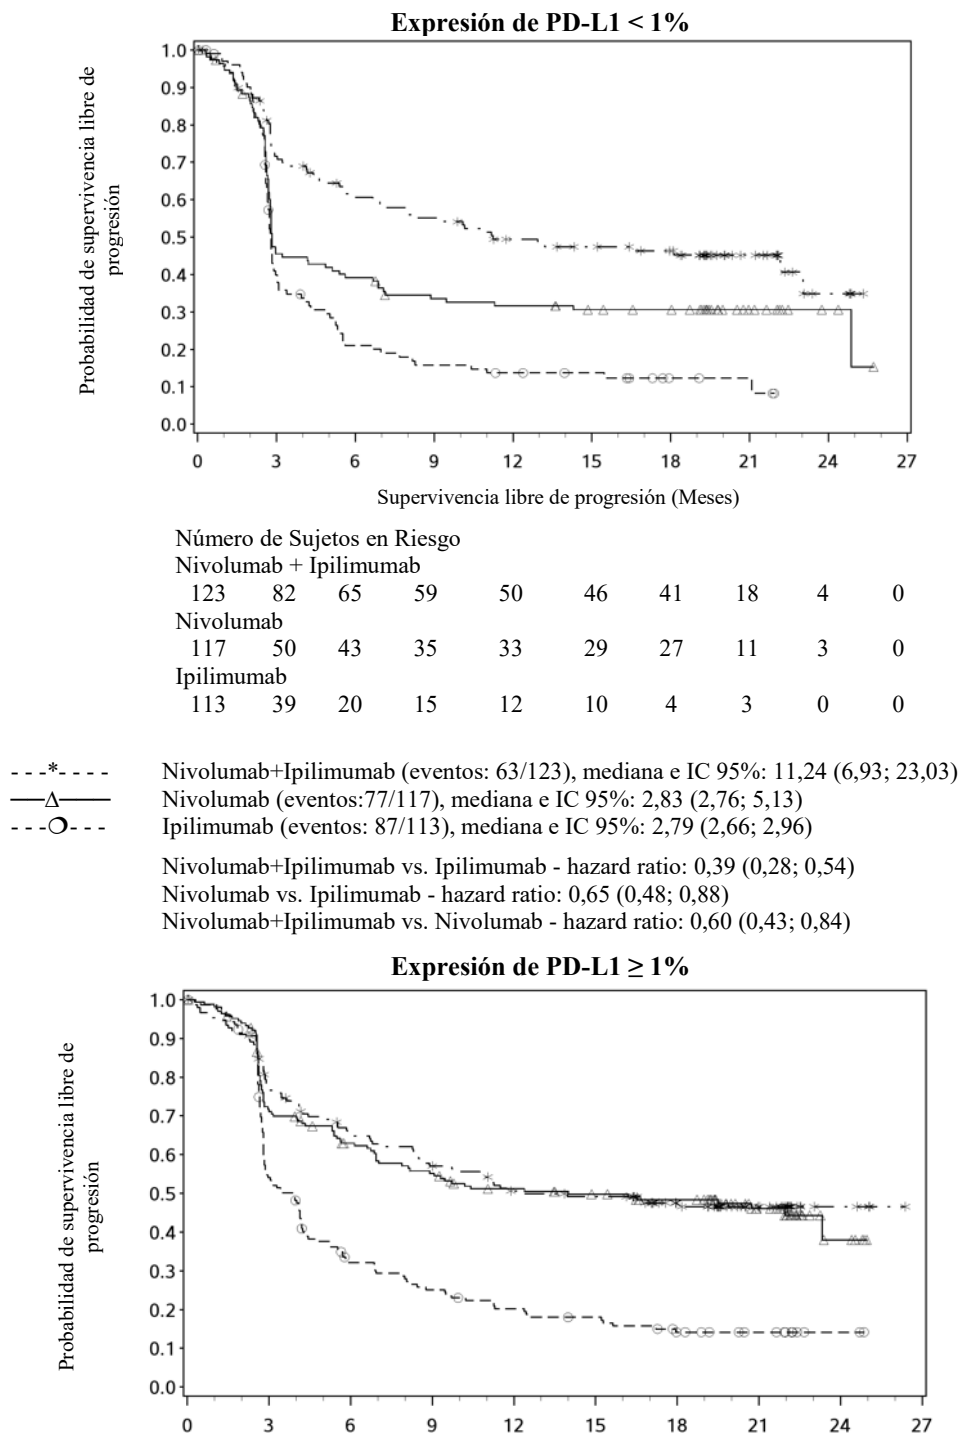 Expresión de PD-L1 < 1%
Probabilidad de supervivencia libre de
progresión
1.0
0.9
0.8
0.7
0.6
0.5
0.4
0.3
0.2
0.1
0.0
0 3 6 9 12 15 18 21 24 27
Supervivencia libre de progresión (Meses)
Número de Sujetos en Riesgo
Nivolumab + Ipilimumab
123 82 65 59 50 46 41 18 4 0
Nivolumab
117 50 43 35 33 29 27 11 3 0
Ipilimumab
113 39 20 15 12 10 4 3 0 0
- - -*- - - - Nivolumab+Ipilimumab (eventos: 63/123), mediana e IC 95%: 11,24 (6,93; 23,03)
——Δ—— Nivolumab (eventos:77/117), mediana e IC 95%: 2,83 (2,76; 5,13)
- - -❍- - - Ipilimumab (eventos: 87/113), mediana e IC 95%: 2,79 (2,66; 2,96)
Nivolumab+Ipilimumab vs. Ipilimumab - hazard ratio: 0,39 (0,28; 0,54)
Nivolumab vs. Ipilimumab - hazard ratio: 0,65 (0,48; 0,88)
Nivolumab+Ipilimumab vs. Nivolumab - hazard ratio: 0,60 (0,43; 0,84)
Expresión de PD-L1 ≥ 1%
Probabilidad de supervivencia libre de
progresión
1.0
0.9
0.8
0.7
0.6
0.5
0.4
0.3
0.2
0.1
0.0
0 3 6 9 12 15 18 21 24 27